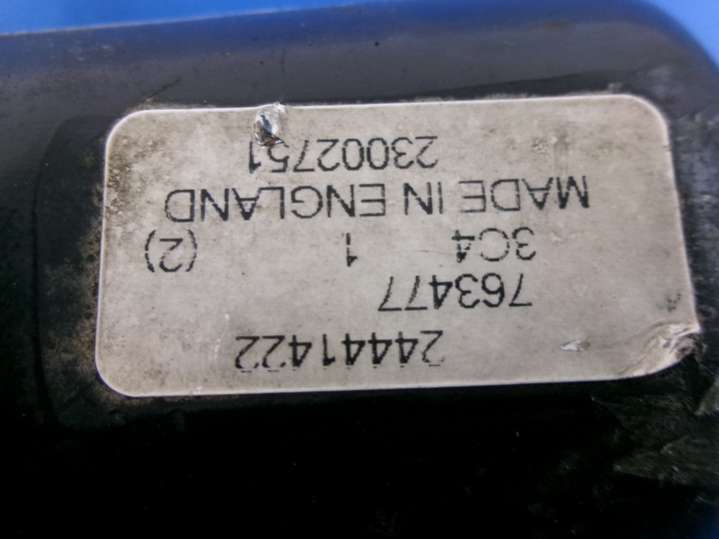 24441422
763477
3C4 1 (2)
MADE IN ENGLAND
23002751